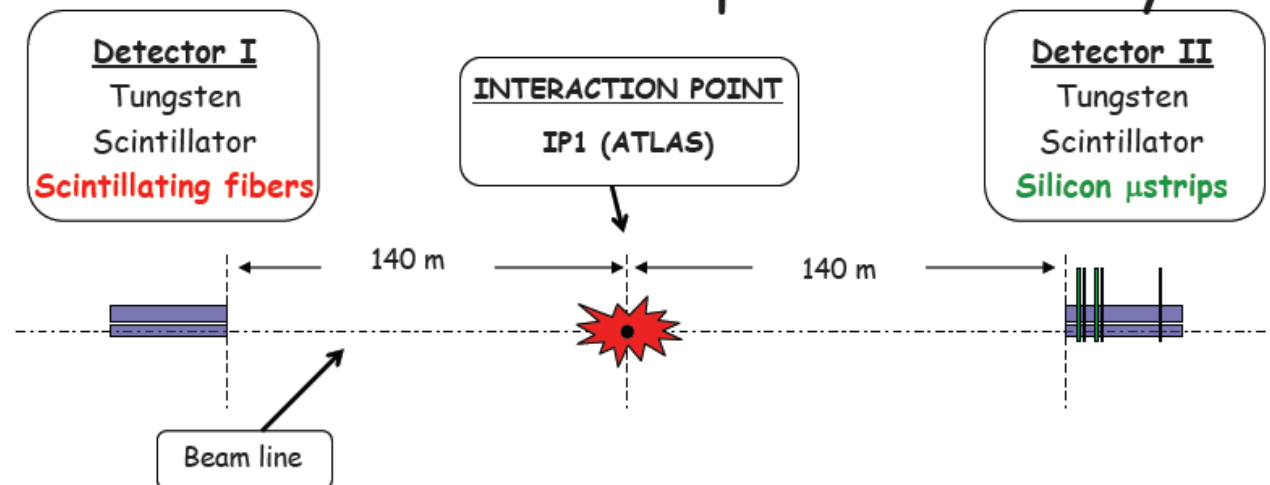 Detector I
Tungsten
Scintillator
Scintillating fibers
INTERACTION POINT
IP1 (ATLAS)
Detector II
Tungsten
Scintillator
Silicon μstrips
140 m
140 m
Beam line